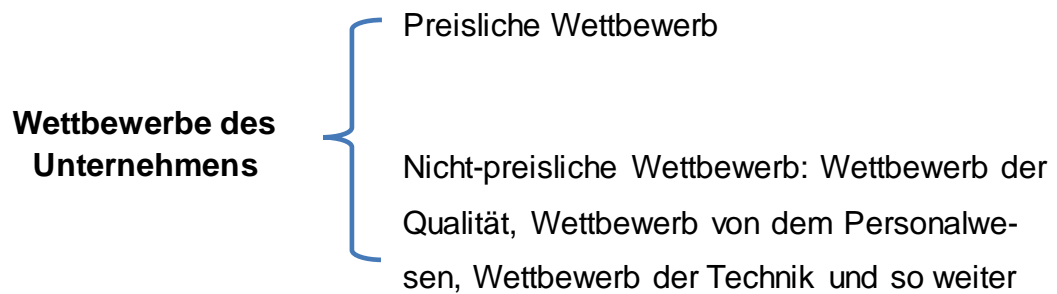 Preisliche Wettbewerb
Wettbewerbe des
Unternehmens
Nicht-preisliche Wettbewerb: Wettbewerb der
Qualität, Wettbewerb von dem Personalwe-
sen, Wettbewerb der Technik und so weiter